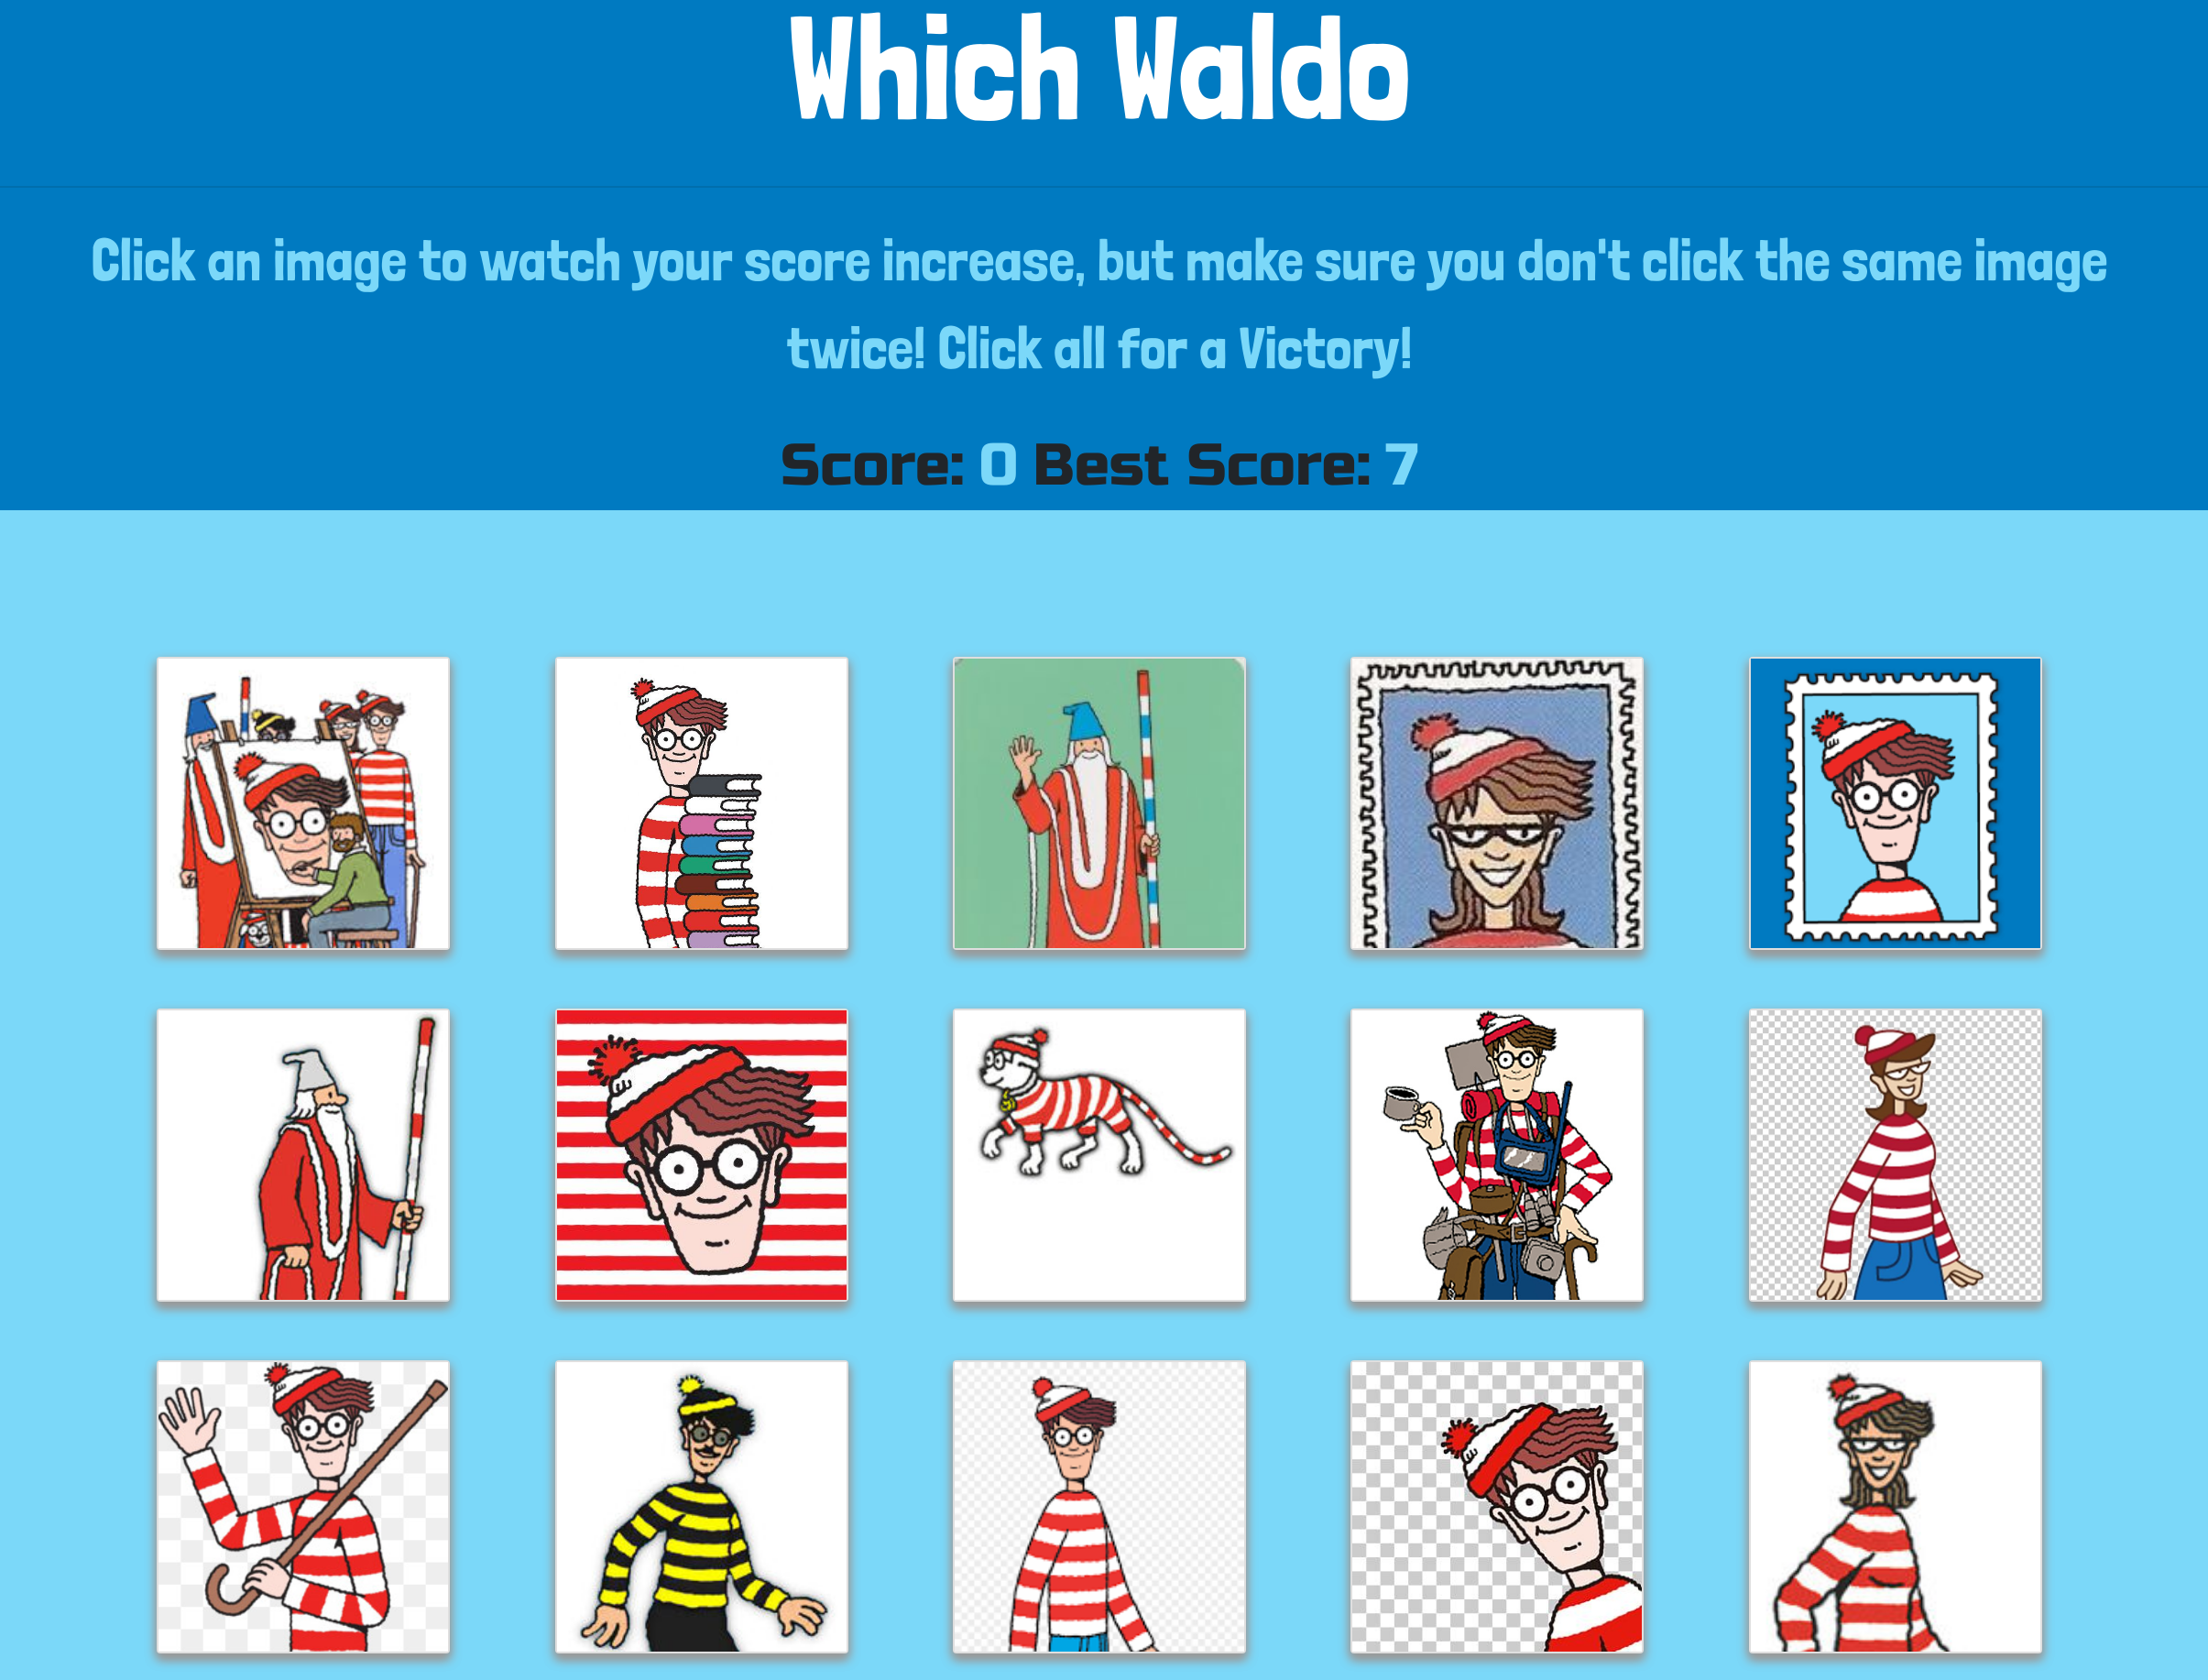 Which Waldo
Click an image to watch your score increase, but make sure you don't click the same image
twice! Click all for a Victory!
Score: 0 Best Score: 7